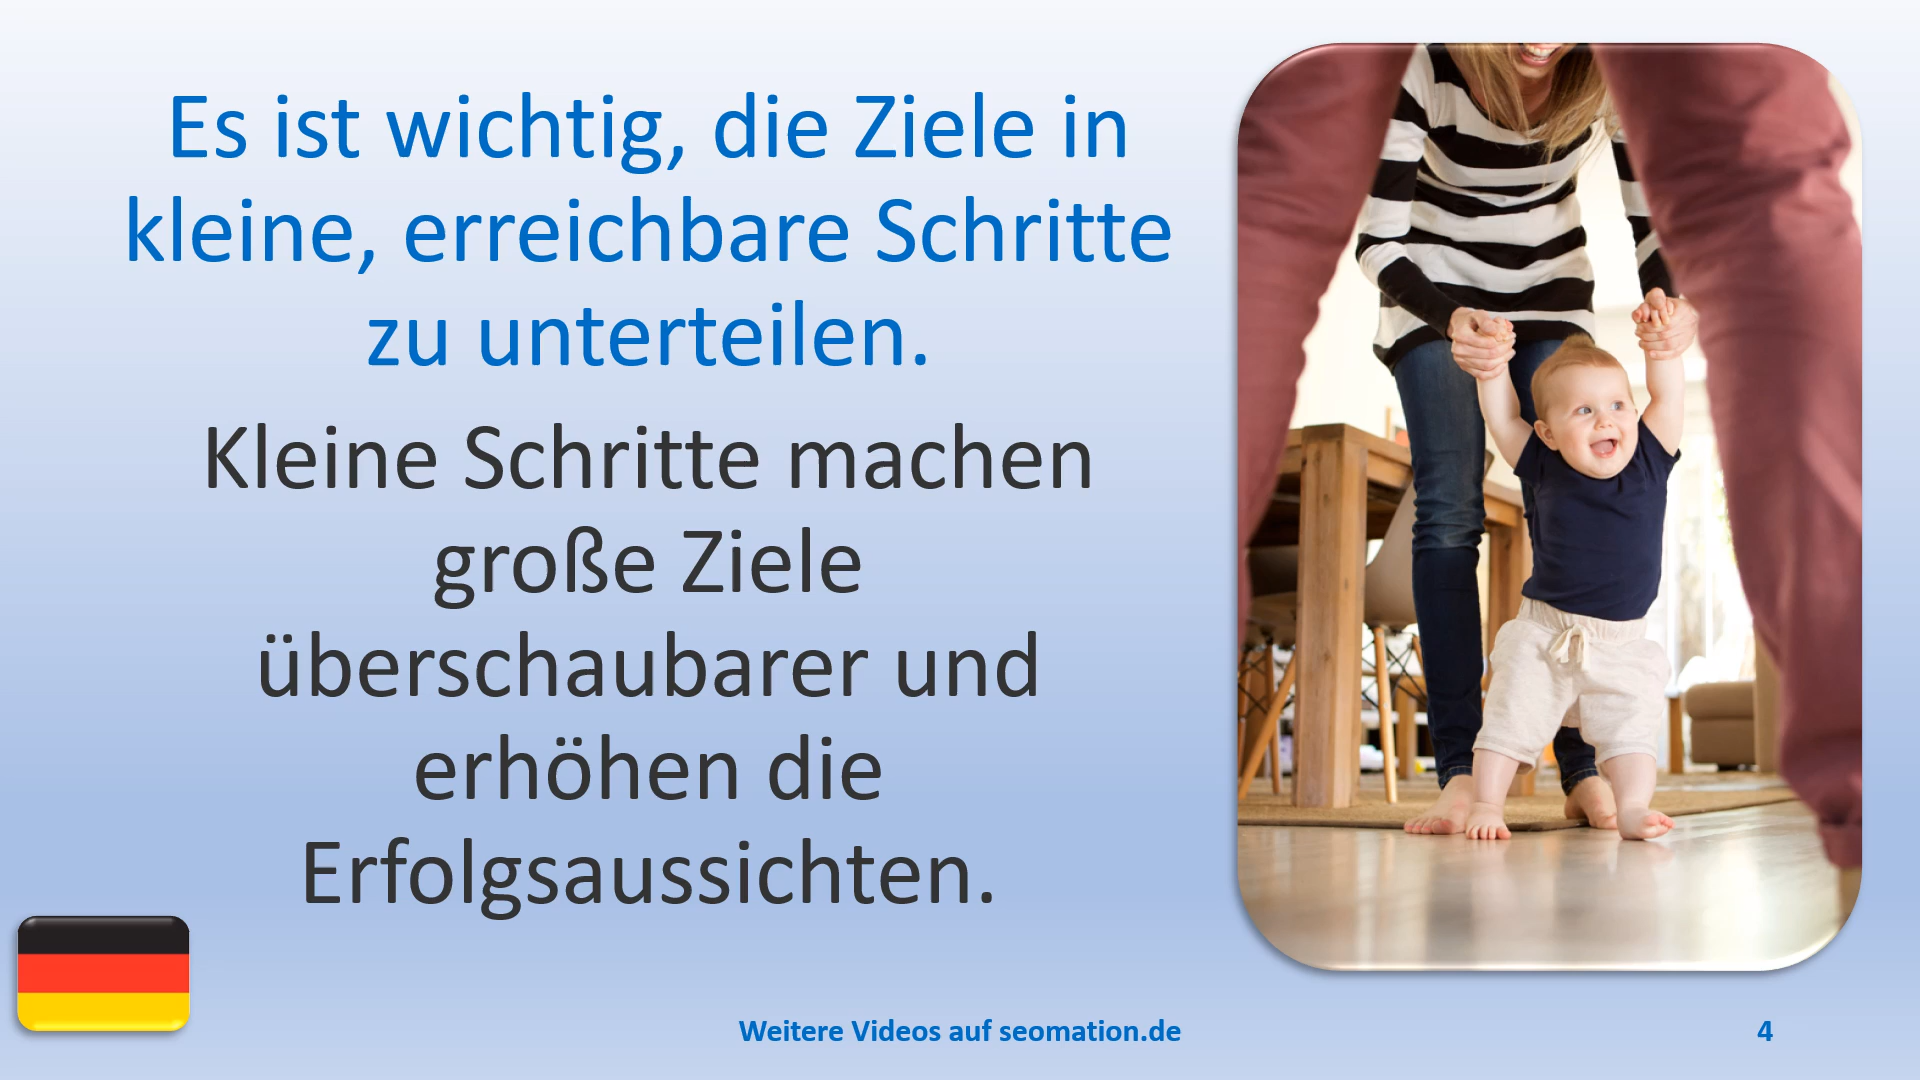 Es ist wichtig, die Ziele in
kleine, erreichbare Schritte
zu unterteilen.
Kleine Schritte machen
große Ziele
überschaubarer und
erhöhen die
Erfolgsaussichten.
Weitere Videos auf seomation.de
4